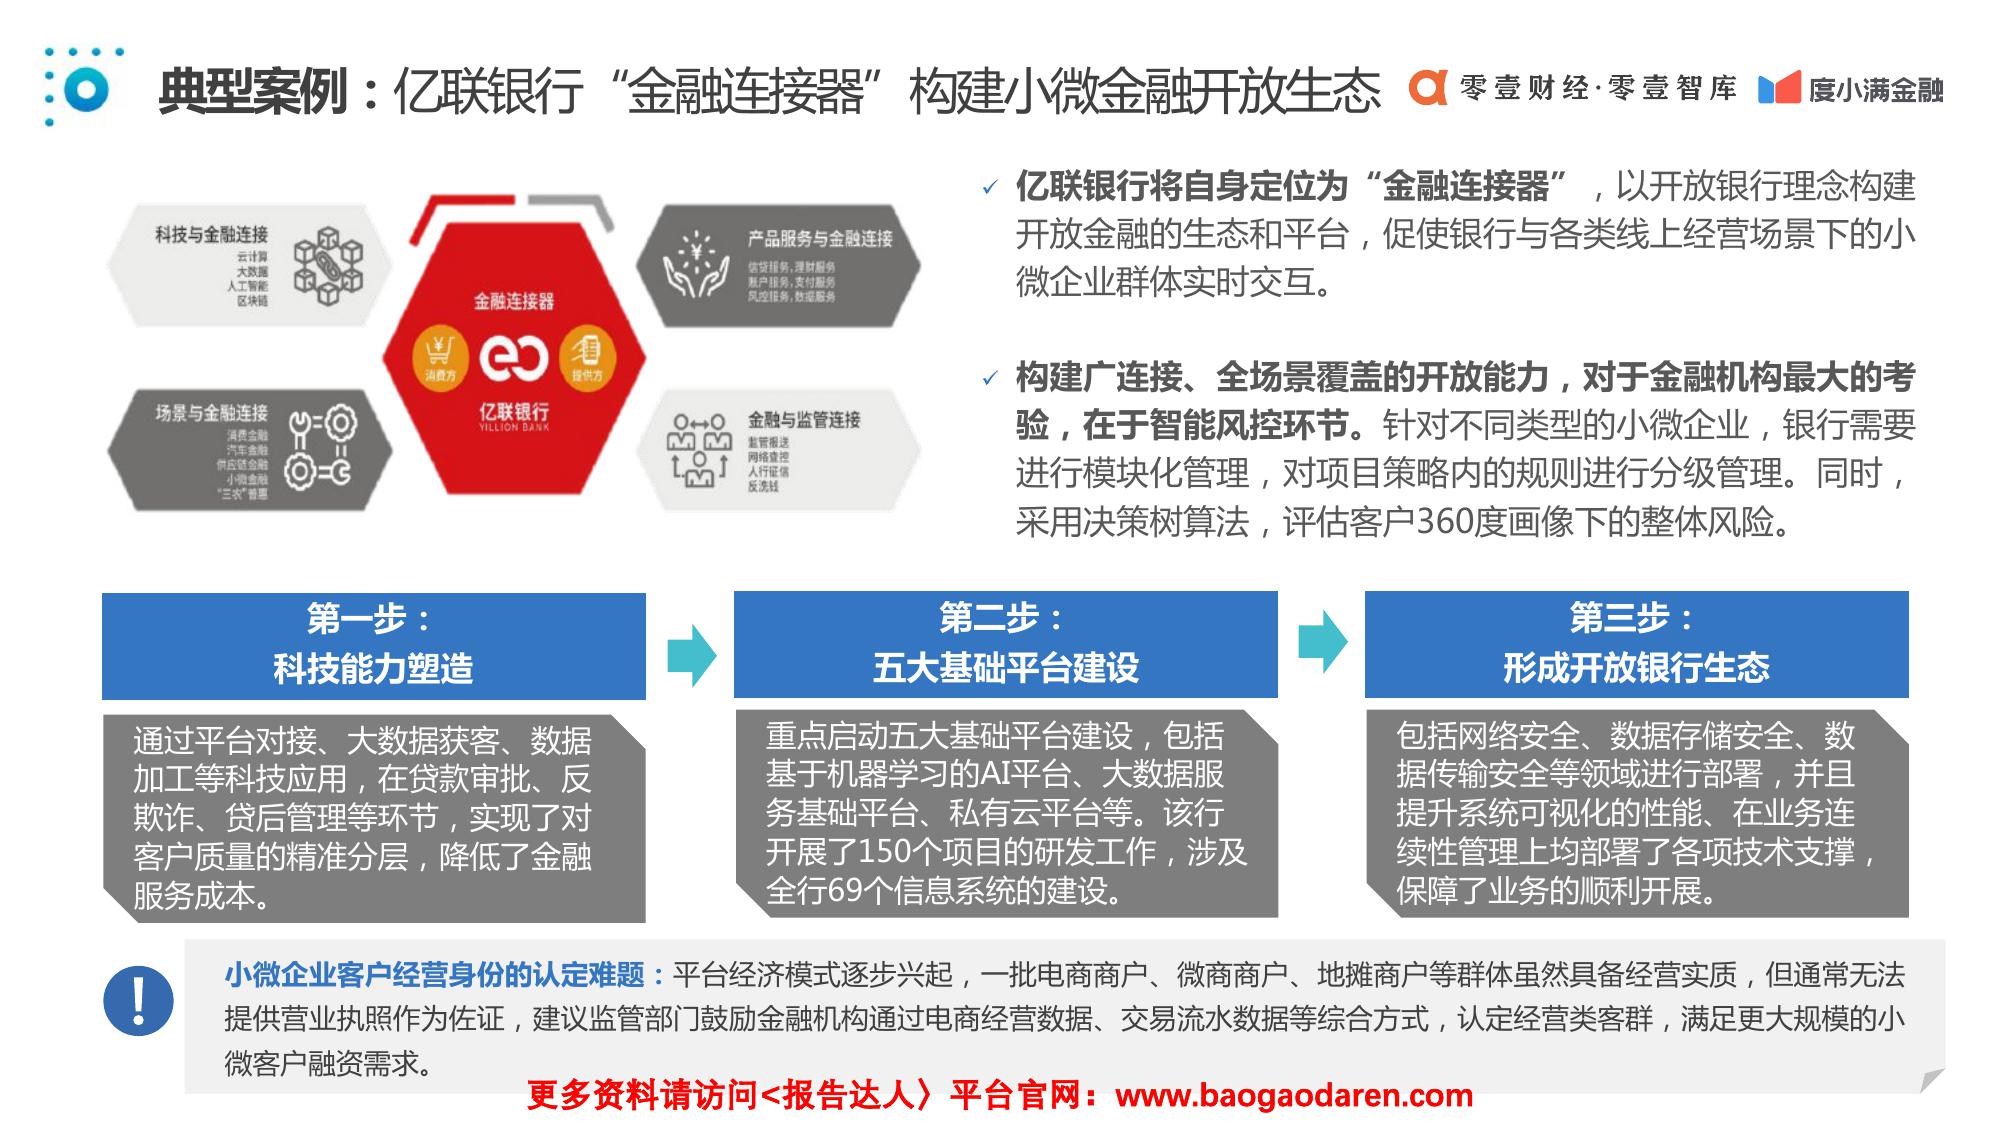 典型案例：亿联银行“金融连接器”构建小微金融开放生态
零壹财经·零壹智库
度小满金融
科技与金融连接
云计算
大数据
人工智能
区块链
场景与金融连接
消费金融
汽车金融
供应链金融
小微金融
“三农”普惠
金融连接器
消费方
提供方
亿联银行
YILLION BANK
产品服务与金融连接
信贷服务,理财服务
账户服务,支付服务
风控服务,数据服务
金融与监管连接
监管报送
网络查控
人行征信
反洗钱
亿联银行将自身定位为“金融连接器”，以开放银行理念构建
开放金融的生态和平台，促使银行与各类线上经营场景下的小
微企业群体实时交互。
构建广连接、全场景覆盖的开放能力，对于金融机构最大的考
验，在于智能风控环节。针对不同类型的小微企业，银行需要
进行模块化管理，对项目策略内的规则进行分级管理。同时，
采用决策树算法，评估客户360度画像下的整体风险。
第一步：
科技能力塑造
通过平台对接、大数据获客、数据
加工等科技应用，在贷款审批、反
欺诈、贷后管理等环节，实现了对
客户质量的精准分层，降低了金融
服务成本。
第二步：
五大基础平台建设
重点启动五大基础平台建设，包括
基于机器学习的AI平台、大数据服
务基础平台、私有云平台等。该行
开展了150个项目的研发工作，涉及
全行69个信息系统的建设。
第三步：
形成开放银行生态
包括网络安全、数据存储安全、数
据传输安全等领域进行部署，并且
提升系统可视化的性能、在业务连
续性管理上均部署了各项技术支撑，
保障了业务的顺利开展。
小微企业客户经营身份的认定难题：平台经济模式逐步兴起，一批电商商户、微商商户、地摊商户等群体虽然具备经营实质，但通常无法
提供营业执照作为佐证，建议监管部门鼓励金融机构通过电商经营数据、交易流水数据等综合方式，认定经营类客群，满足更大规模的小
微客户融资需求。
更多资料请访问<报告达人〉平台官网：www.baogaodaren.com